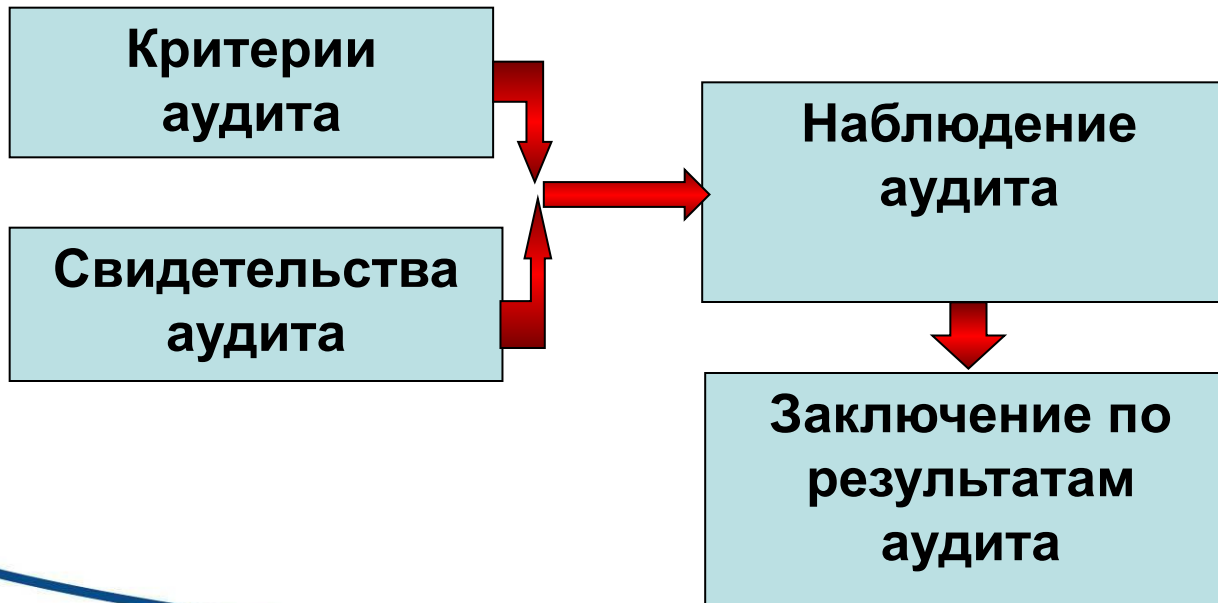 Критерии
аудита
Свидетельства
аудита
Наблюдение
аудита
Заключение по
результатам
аудита